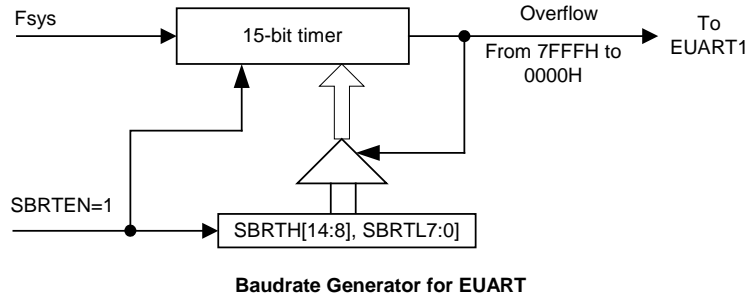 Fsys
15-bit timer
Overflow
From 7FFFH to
0000H
To
EUART1
SBRTEN=1
SBRTH[14:8], SBRTL7:0]
Baudrate Generator for EUART